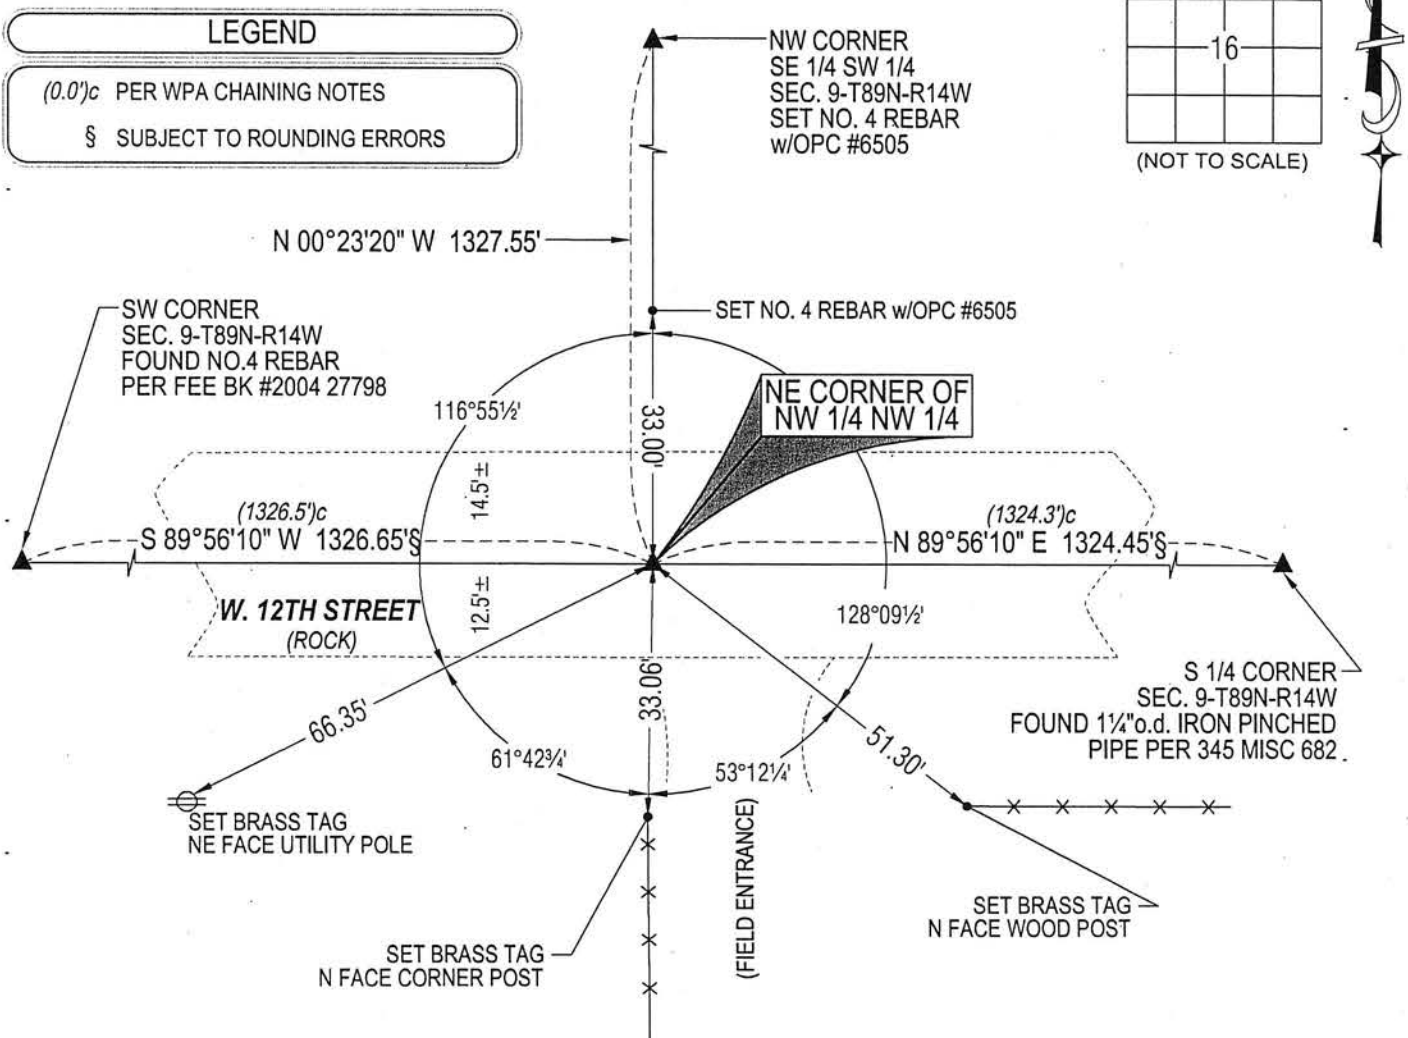 LEGEND
(0.0')c PER WPA CHAINING NOTES
§ SUBJECT TO ROUNDING ERRORS
NW CORNER
SE 1/4 SW 1/4
SEC. 9-T89N-R14W
SET NO. 4 REBAR
w/OPC #6505
16
(NOT TO SCALE)
N 00°23'20" W 1327.55'
SW CORNER
SEC. 9-T89N-R14W
FOUND NO.4 REBAR
PER FEE BK #2004 27798
SET NO. 4 REBAR w/OPC #6505
116°55½'
33.00'
NE CORNER OF
NW 1/4 NW 1/4
14.5'±
(1326.5')c
S 89°56'10" W 1326.65'§
(1324.3')c
N 89°56'10" E 1324.45'§
W. 12TH STREET
(ROCK)
12.5'±
128°09½'
33.06'
66.35'
61°42¾'
53°12¼'
51.30'
S 1/4 CORNER
SEC. 9-T89N-R14W
FOUND 1¼"o.d. IRON PINCHED
PIPE PER 345 MISC 682
SET BRASS TAG
NE FACE UTILITY POLE
(FIELD ENTRANCE)
SET BRASS TAG
N FACE WOOD POST
SET BRASS TAG
N FACE CORNER POST